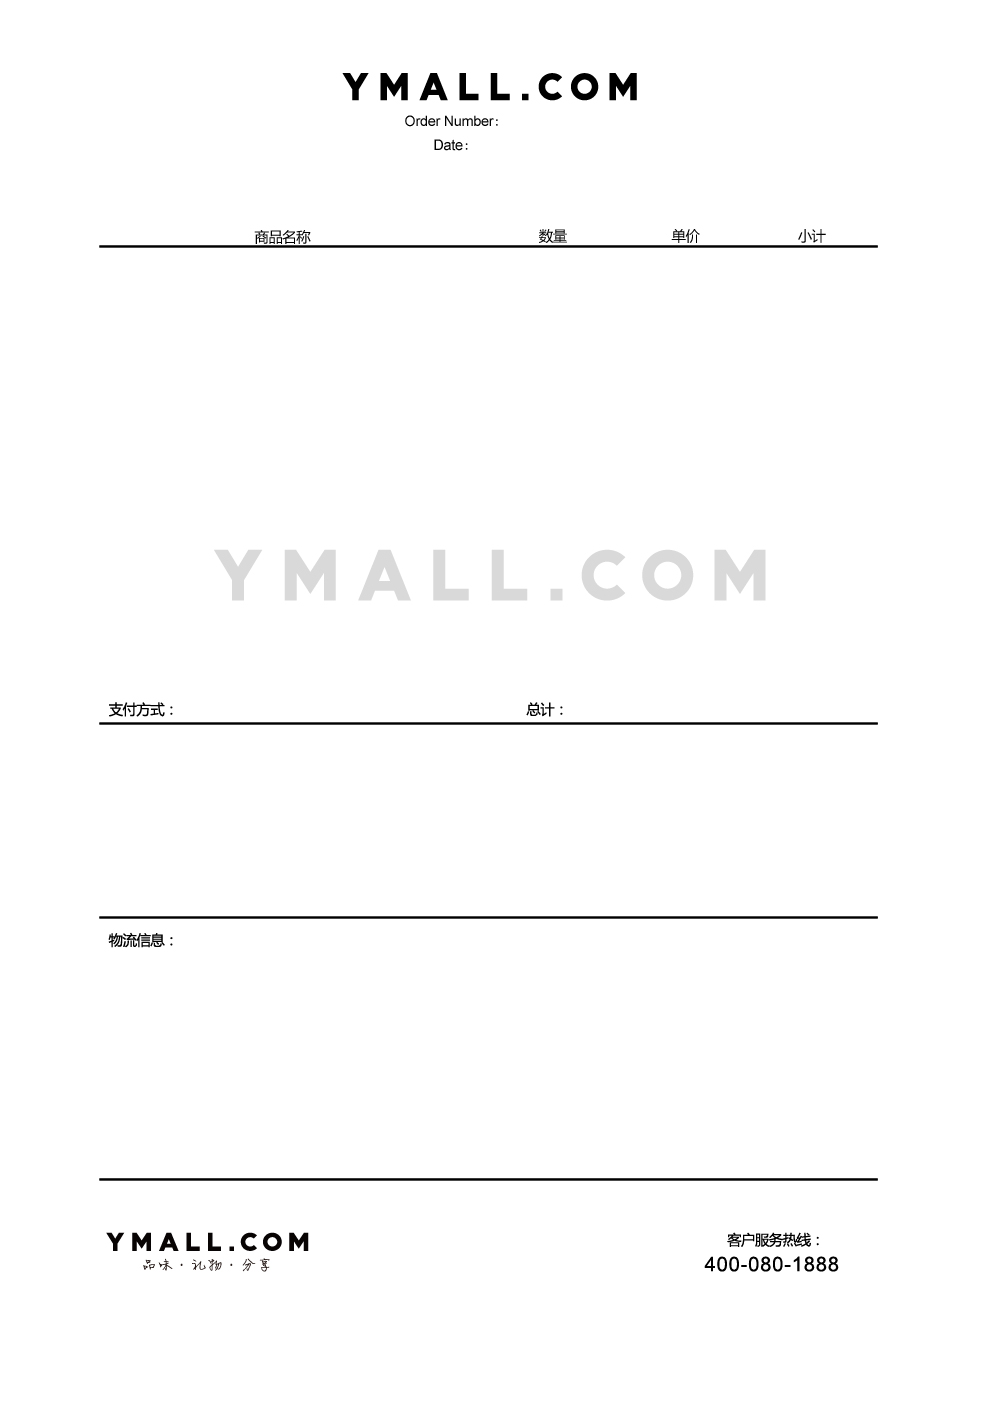 YMALL.COM
Order Number:
Date:
商品名称 数量 单价 小计
YMALL.COM
支付方式： 总计：
物流信息：
YMALL.COM 客户服务热线：
品味·礼物·分享 400-080-1888